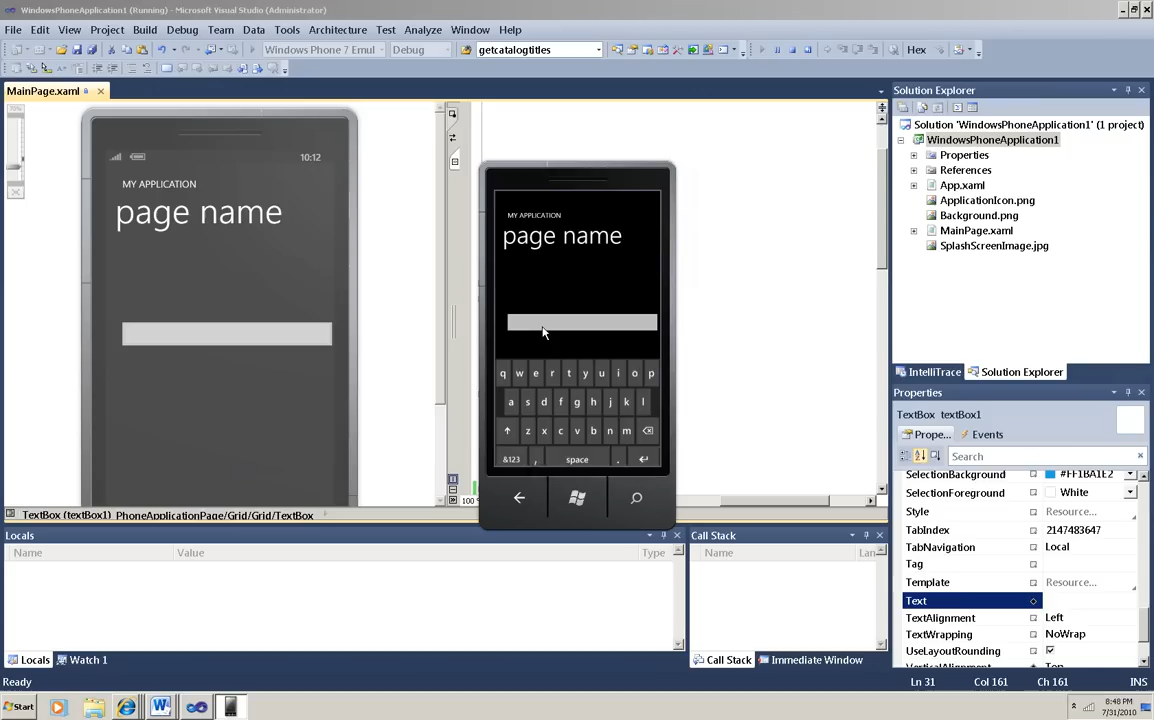 WindowsPhoneApplication1 (Running) - Microsoft Visual Studio (Administrator)
File Edit View Project Build Debug Team Data Tools Architecture Test Analyze Window Help
Windows Phone 7 Emul Debug getcatalogtitles Hex
MainPage.xaml
10:12
MY APPLICATION
page name
MY APPLICATION
page name
q w e r t y u i o p
a s d f g h j k l
z x c v b n m
&123 , space .
100
TextBox (textBox1) PhoneApplicationPage/Grid/Grid/TextBox
Solution Explorer
Solution 'WindowsPhoneApplication1' (1 project)
WindowsPhoneApplication1
Properties
References
App.xaml
ApplicationIcon.png
Background.png
MainPage.xaml
SplashScreenImage.jpg
IntelliTrace Solution Explorer
Properties
TextBox textBox1
Prope... Events
Search
SelectionBackground #FF1BA1E2
SelectionForeground White
Style Resource...
TabIndex 2147483647
TabNavigation Local
Tag
Template Resource...
Text
TextAlignment Left
TextWrapping NoWrap
UseLayoutRounding
VerticalAlignment Top
Locals
Name Value Type
Locals Watch 1
Call Stack
Name Lan
Call Stack Immediate Window
Ready Ln 31 Col 161 Ch 161 INS
Start 8:48 PM
7/31/2010